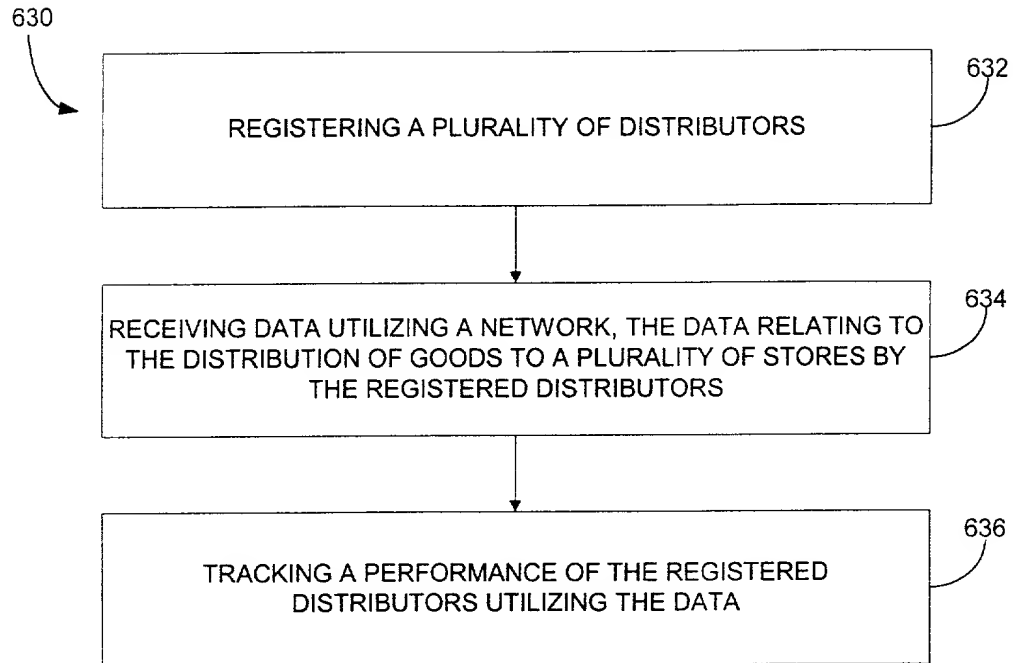 630
632
REGISTERING A PLURALITY OF DISTRIBUTORS
634
RECEIVING DATA UTILIZING A NETWORK, THE DATA RELATING TO
THE DISTRIBUTION OF GOODS TO A PLURALITY OF STORES BY
THE REGISTERED DISTRIBUTORS
636
TRACKING A PERFORMANCE OF THE REGISTERED
DISTRIBUTORS UTILIZING THE DATA